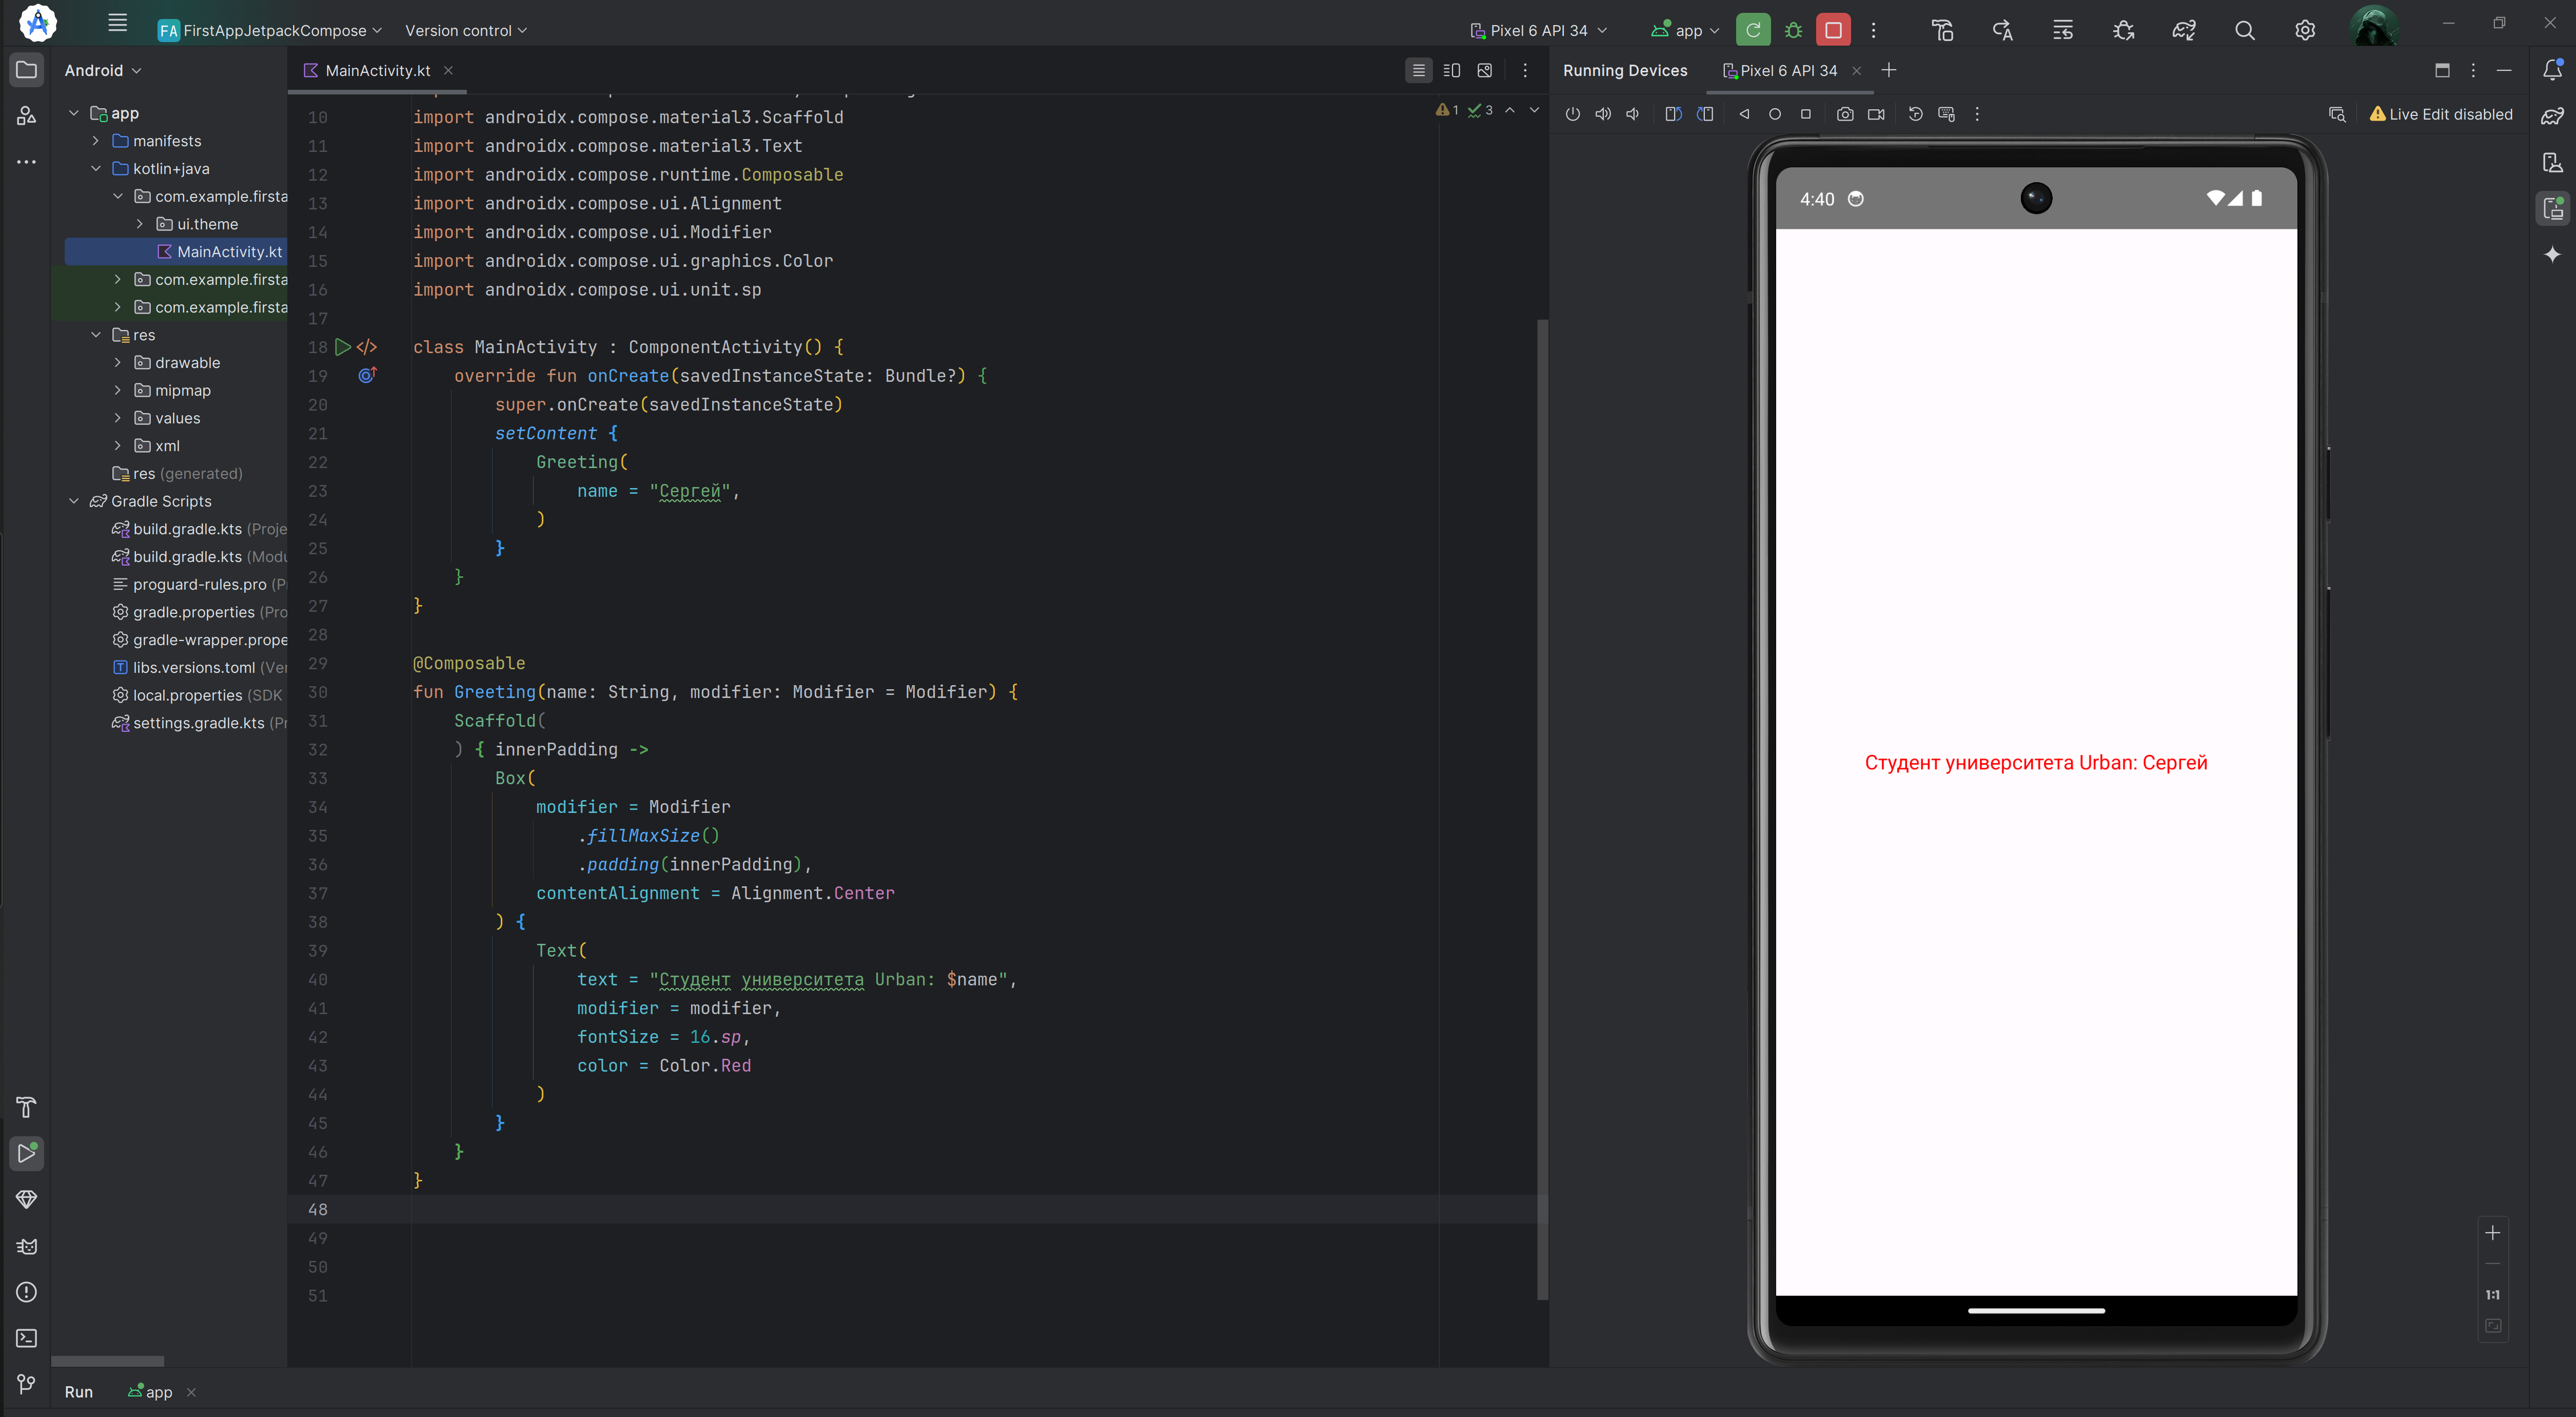 FA FirstAppJetpackCompose Version control Pixel 6 API 34 app
Android
app
manifests
kotlin+java
com.example.firsta
ui.theme
MainActivity.kt
com.example.firsta
com.example.firsta
res
drawable
mipmap
values
xml
res (generated)
Gradle Scripts
build.gradle.kts (Proje
build.gradle.kts (Modu
proguard-rules.pro (P
gradle.properties (Pro
gradle-wrapper.prope
libs.versions.toml (Ver
local.properties (SDK
settings.gradle.kts (Pr
MainActivity.kt
1 3
10 import androidx.compose.material3.Scaffold
11 import androidx.compose.material3.Text
12 import androidx.compose.runtime.Composable
13 import androidx.compose.ui.Alignment
14 import androidx.compose.ui.Modifier
15 import androidx.compose.ui.graphics.Color
16 import androidx.compose.ui.unit.sp
17
18 class MainActivity : ComponentActivity() {
19 override fun onCreate(savedInstanceState: Bundle?) {
20 super.onCreate(savedInstanceState)
21 setContent {
22 Greeting(
23 name = "Сергей",
24 )
25 }
26 }
27 }
28
29 @Composable
30 fun Greeting(name: String, modifier: Modifier = Modifier) {
31 Scaffold(
32 ) { innerPadding ->
33 Box(
34 modifier = Modifier
35 .fillMaxSize()
36 .padding(innerPadding),
37 contentAlignment = Alignment.Center
38 ) {
39 Text(
40 text = "Студент университета Urban: $name",
41 modifier = modifier,
42 fontSize = 16.sp,
43 color = Color.Red
44 )
45 }
46 }
47 }
48
49
50
51
Running Devices Pixel 6 API 34
Live Edit disabled
4:40
Студент университета Urban: Сергей
1:1
Run app